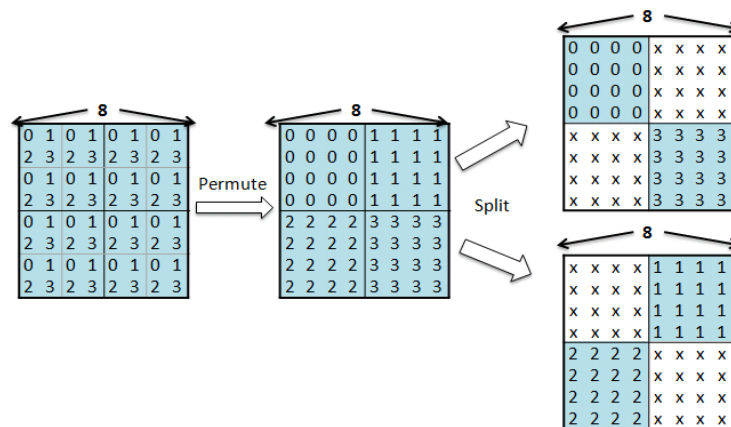 8
0 1 0 1 0 1 0 1
2 3 2 3 2 3 2 3
0 1 0 1 0 1 0 1
2 3 2 3 2 3 2 3
0 1 0 1 0 1 0 1
2 3 2 3 2 3 2 3
0 1 0 1 0 1 0 1
2 3 2 3 2 3 2 3
Permute
8
0 0 0 0 1 1 1 1
0 0 0 0 1 1 1 1
0 0 0 0 1 1 1 1
0 0 0 0 1 1 1 1
2 2 2 2 3 3 3 3
2 2 2 2 3 3 3 3
2 2 2 2 3 3 3 3
2 2 2 2 3 3 3 3
Split
8
0 0 0 0 x x x x
0 0 0 0 x x x x
0 0 0 0 x x x x
0 0 0 0 x x x x
x x x x 3 3 3 3
x x x x 3 3 3 3
x x x x 3 3 3 3
x x x x 3 3 3 3
8
x x x x 1 1 1 1
x x x x 1 1 1 1
x x x x 1 1 1 1
x x x x 1 1 1 1
2 2 2 2 x x x x
2 2 2 2 x x x x
2 2 2 2 x x x x
2 2 2 2 x x x x